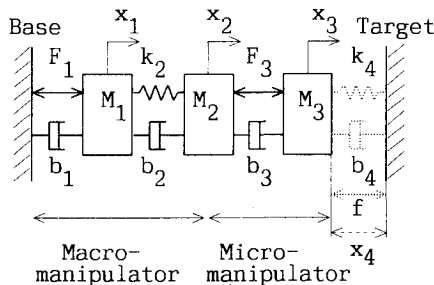 Base x₁ x₂ x₃ Target
F₁ k₂ F₃ k₄
M₁ M₂ M₃
b₁ b₂ b₃ b₄
f
Macro- Micro- x₄
manipulator manipulator